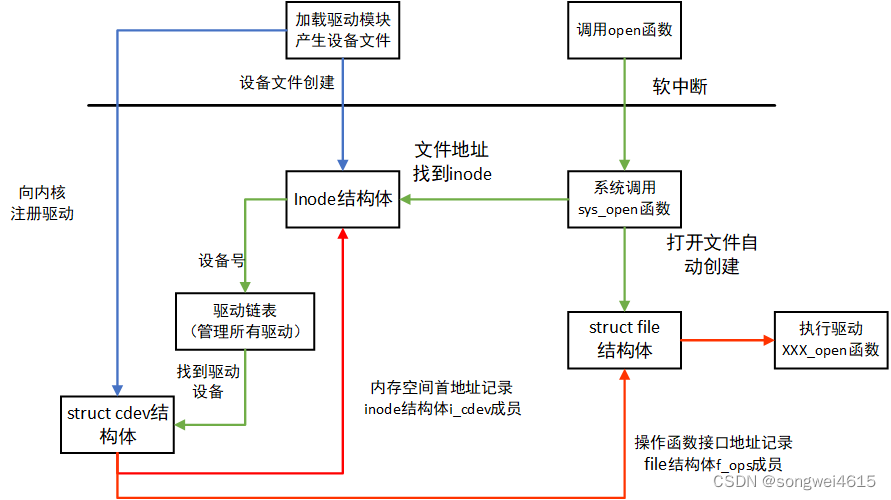 加载驱动模块
产生设备文件
调用open函数
设备文件创建
软中断
文件地址
找到inode
向内核
注册驱动
Inode结构体
系统调用
sys_open函数
打开文件自
动创建
设备号
驱动链表
（管理所有驱动）
struct file
结构体
执行驱动
XXX_open函数
找到驱动
设备
内存空间首地址记录
inode结构体i_cdev成员
struct cdev结
构体
操作函数接口地址记录
file结构体f_ops成员
CSDN @songwei4615